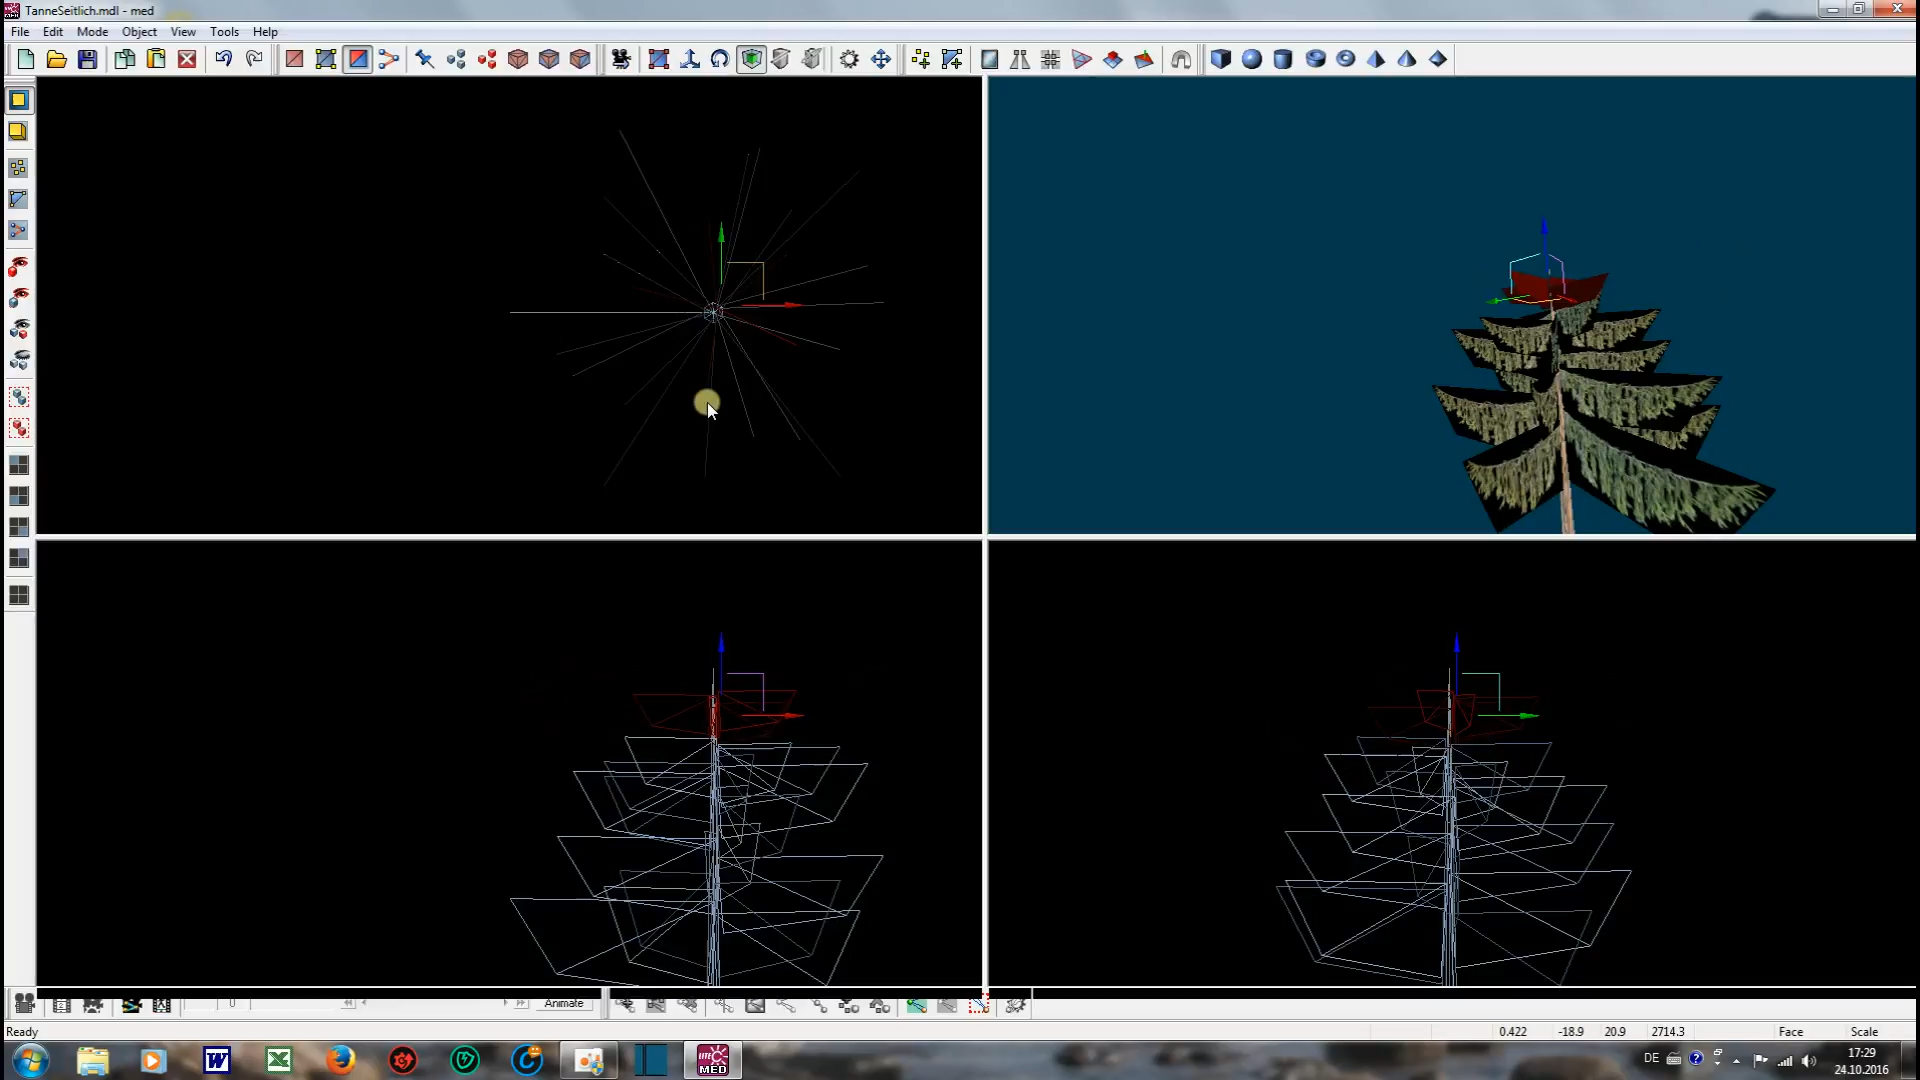 TanneSeitlich.mdl - med
File Edit Mode Object View Tools Help
0 Animate
Ready 0.422 -18.9 20.9 2714.3 Face Scale
MED
DE 17:29
24.10.2016